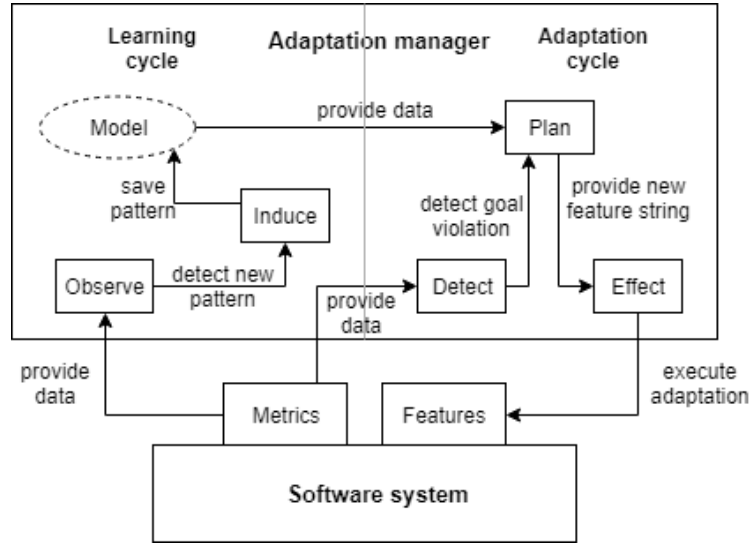 Learning
cycle
Adaptation manager
Adaptation
cycle
Model
provide data
Plan
save
pattern
Induce
detect goal
violation
provide new
feature string
Observe
detect new
pattern
provide
data
Detect
Effect
provide
data
Metrics
Features
execute
adaptation
Software system